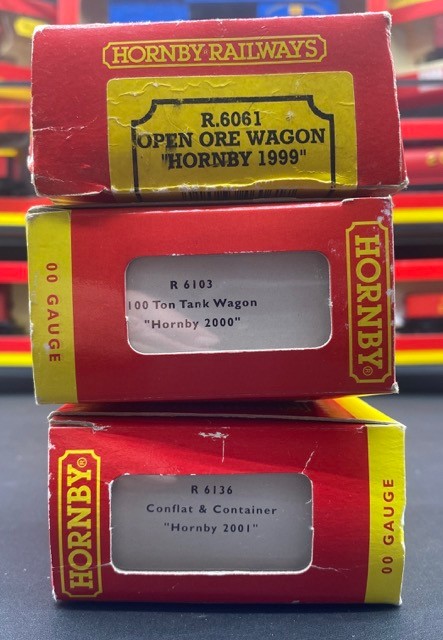 HORNBY RAILWAYS
R.6061
OPEN ORE WAGON
"HORNBY 1999"
00 GAUGE
R 6103
100 Ton Tank Wagon
"Hornby 2000"
HORNBY®
HORNBY®
R 6136
Conflat & Container
"Hornby 2001"
00 GAUGE